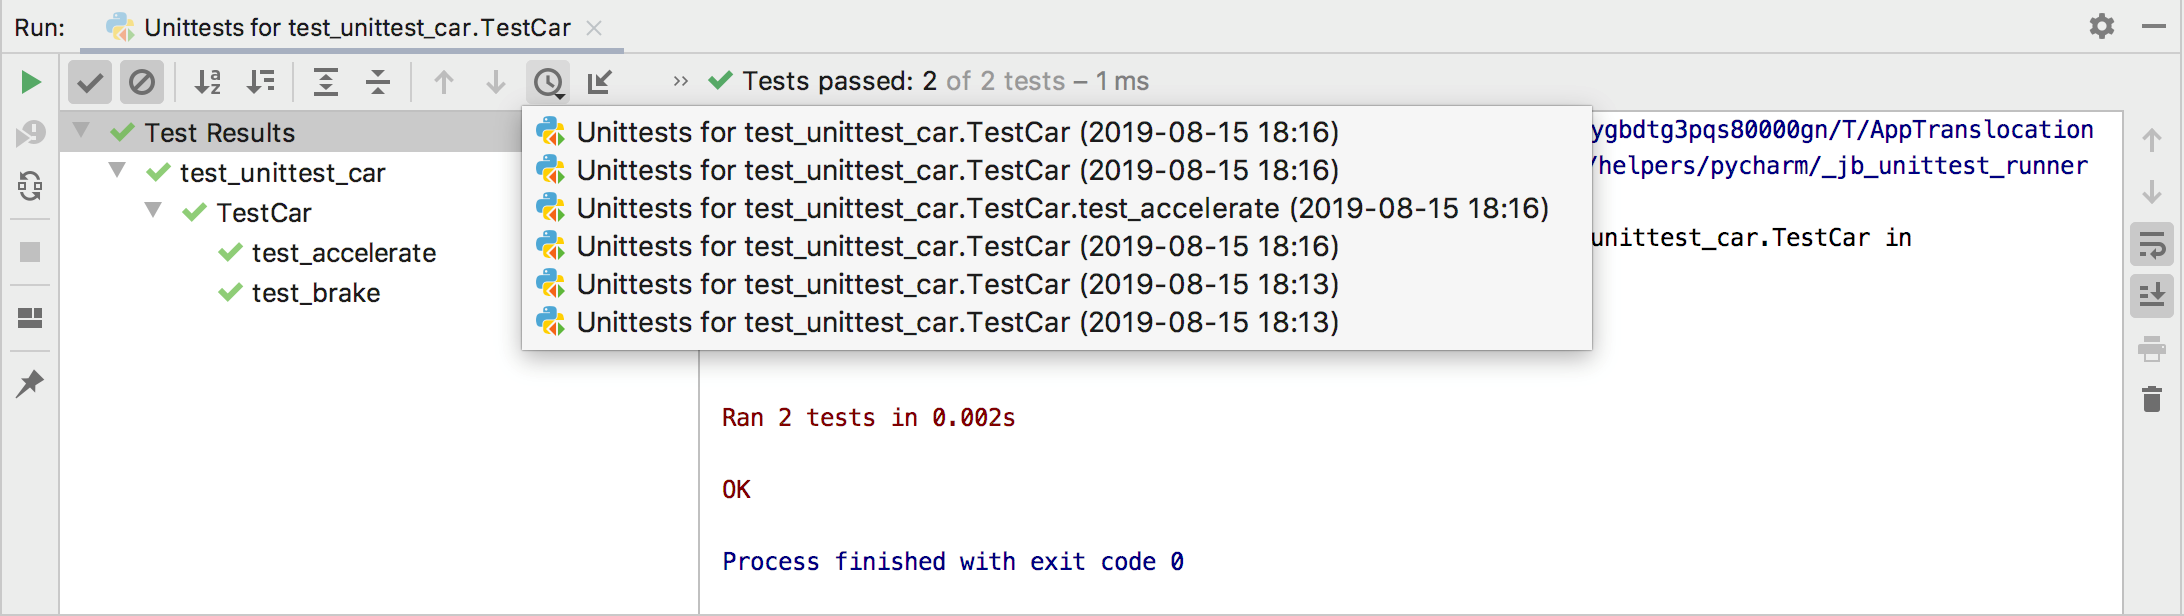 Run: Unittests for test_unittest_car.TestCar
Tests passed: 2 of 2 tests – 1 ms
Test Results
test_unittest_car
TestCar
test_accelerate
test_brake
Unittests for test_unittest_car.TestCar (2019-08-15 18:16)
Unittests for test_unittest_car.TestCar (2019-08-15 18:16)
Unittests for test_unittest_car.TestCar.test_accelerate (2019-08-15 18:16)
Unittests for test_unittest_car.TestCar (2019-08-15 18:16)
Unittests for test_unittest_car.TestCar (2019-08-15 18:13)
Unittests for test_unittest_car.TestCar (2019-08-15 18:13)
ygbdtg3pqs80000gn/T/AppTranslocation
/helpers/pycharm/_jb_unittest_runner
unittest_car.TestCar in
Ran 2 tests in 0.002s
OK
Process finished with exit code 0